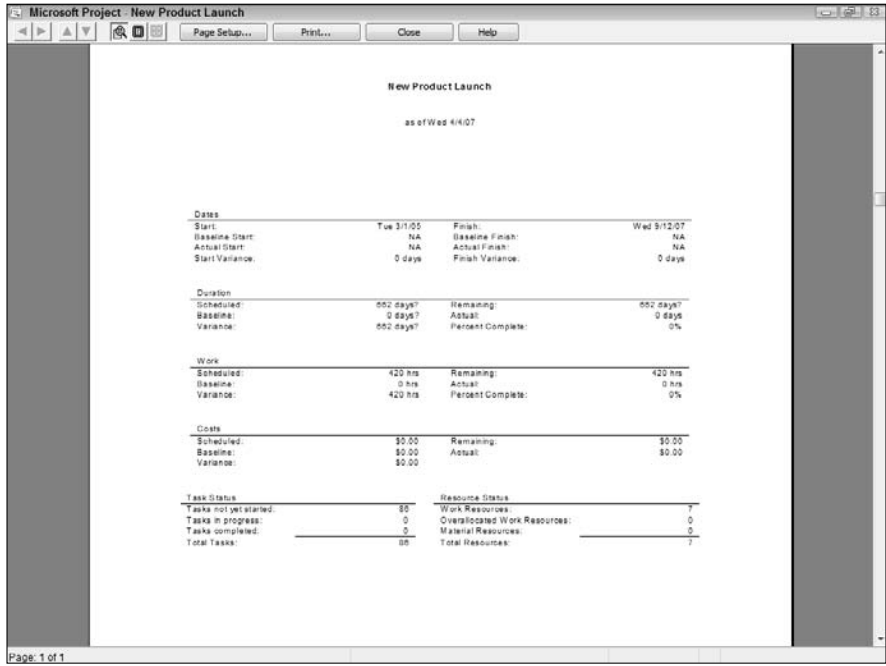 Microsoft Project - New Product Launch
Page Setup... Print... Close Help
New Product Launch
as of Wed 4/4/07
Dates
Start: Tue 3/1/05 Finish: Wed 9/12/07
Baseline Start: NA Baseline Finish: NA
Actual Start: NA Actual Finish: NA
Start Variance: 0 days Finish Variance: 0 days
Duration
Scheduled: 662 days? Remaining: 662 days?
Baseline: 0 days? Actual: 0 days
Variance: 662 days? Percent Complete: 0%
Work
Scheduled: 420 hrs Remaining: 420 hrs
Baseline: 0 hrs Actual: 0 hrs
Variance: 420 hrs Percent Complete: 0%
Costs
Scheduled: $0.00 Remaining: $0.00
Baseline: $0.00 Actual: $0.00
Variance: $0.00
Task Status Resource Status
Tasks not yet started: 86 Work Resources: 7
Tasks in progress: 0 Overallocated Work Resources: 0
Tasks completed: 0 Material Resources: 0
Total Tasks: 86 Total Resources: 7
Page: 1 of 1